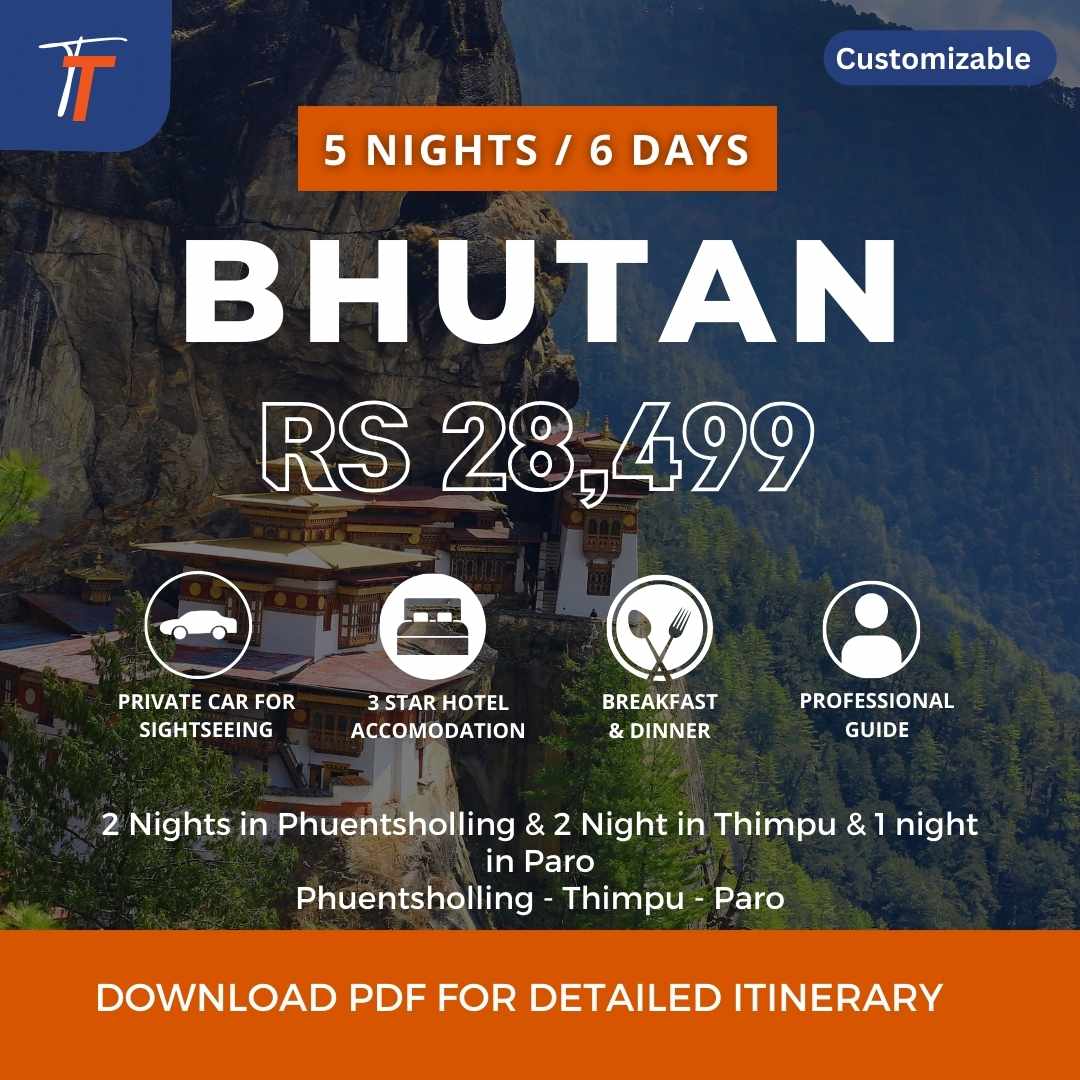 TT
Customizable
5 NIGHTS / 6 DAYS
BHUTAN
RS 28,499
PRIVATE CAR FOR
SIGHTSEEING
3 STAR HOTEL
ACCOMODATION
BREAKFAST
& DINNER
PROFESSIONAL
GUIDE
2 Nights in Phuentsholling & 2 Night in Thimpu & 1 night
in Paro
Phuentsholling - Thimpu - Paro
DOWNLOAD PDF FOR DETAILED ITINERARY